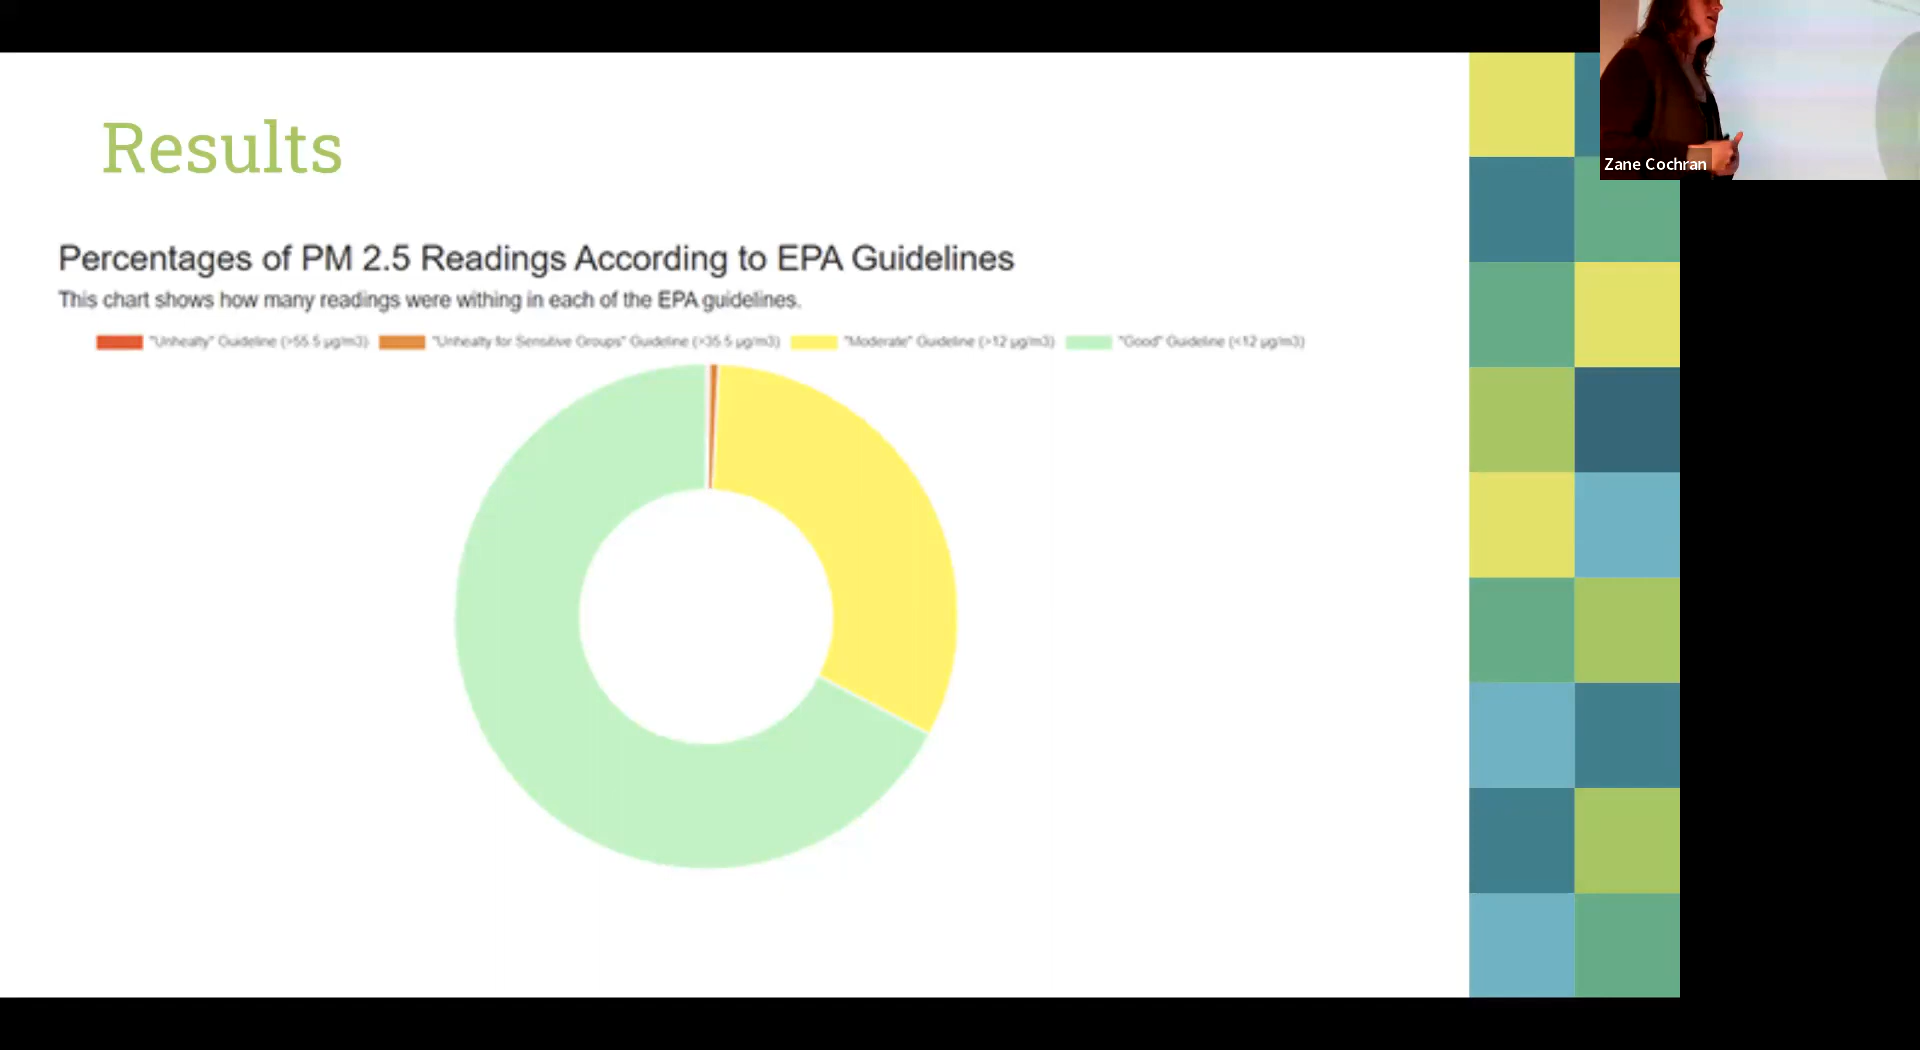 Results
Zane Cochran
Percentages of PM 2.5 Readings According to EPA Guidelines
This chart shows how many readings were withing in each of the EPA guidelines.
"Unhealty" Guideline (>55.5 µg/m3) "Unhealty for Sensitive Groups" Guideline (>35.5 µg/m3) "Moderate" Guideline (>12 µg/m3) "Good" Guideline (<12 µg/m3)